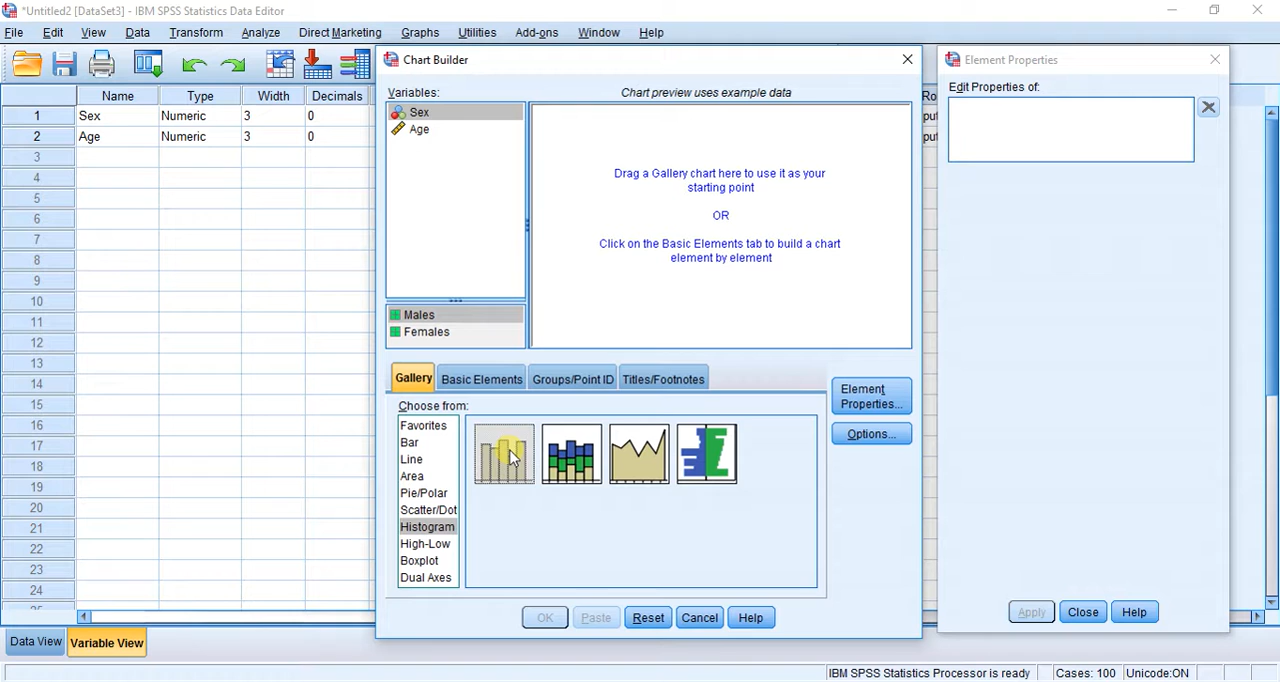 *Untitled2 [DataSet3] - IBM SPSS Statistics Data Editor
File Edit View Data Transform Analyze Direct Marketing Graphs Utilities Add-ons Window Help
Name Type Width Decimals
1 Sex Numeric 3 0
2 Age Numeric 3 0
3
4
5
6
7
8
9
10
11
12
13
14
15
16
17
18
19
20
21
22
23
24
Data View Variable View
Chart Builder
Variables:
Chart preview uses example data
Sex
Age
Males
Females
Drag a Gallery chart here to use it as your
starting point
OR
Click on the Basic Elements tab to build a chart
element by element
Gallery Basic Elements Groups/Point ID Titles/Footnotes
Choose from:
Favorites
Bar
Line
Area
Pie/Polar
Scatter/Dot
Histogram
High-Low
Boxplot
Dual Axes
Element
Properties...
Options...
OK Paste Reset Cancel Help
Ro
put
put
Element Properties
Edit Properties of:
Apply Close Help
IBM SPSS Statistics Processor is ready Cases: 100 Unicode:ON